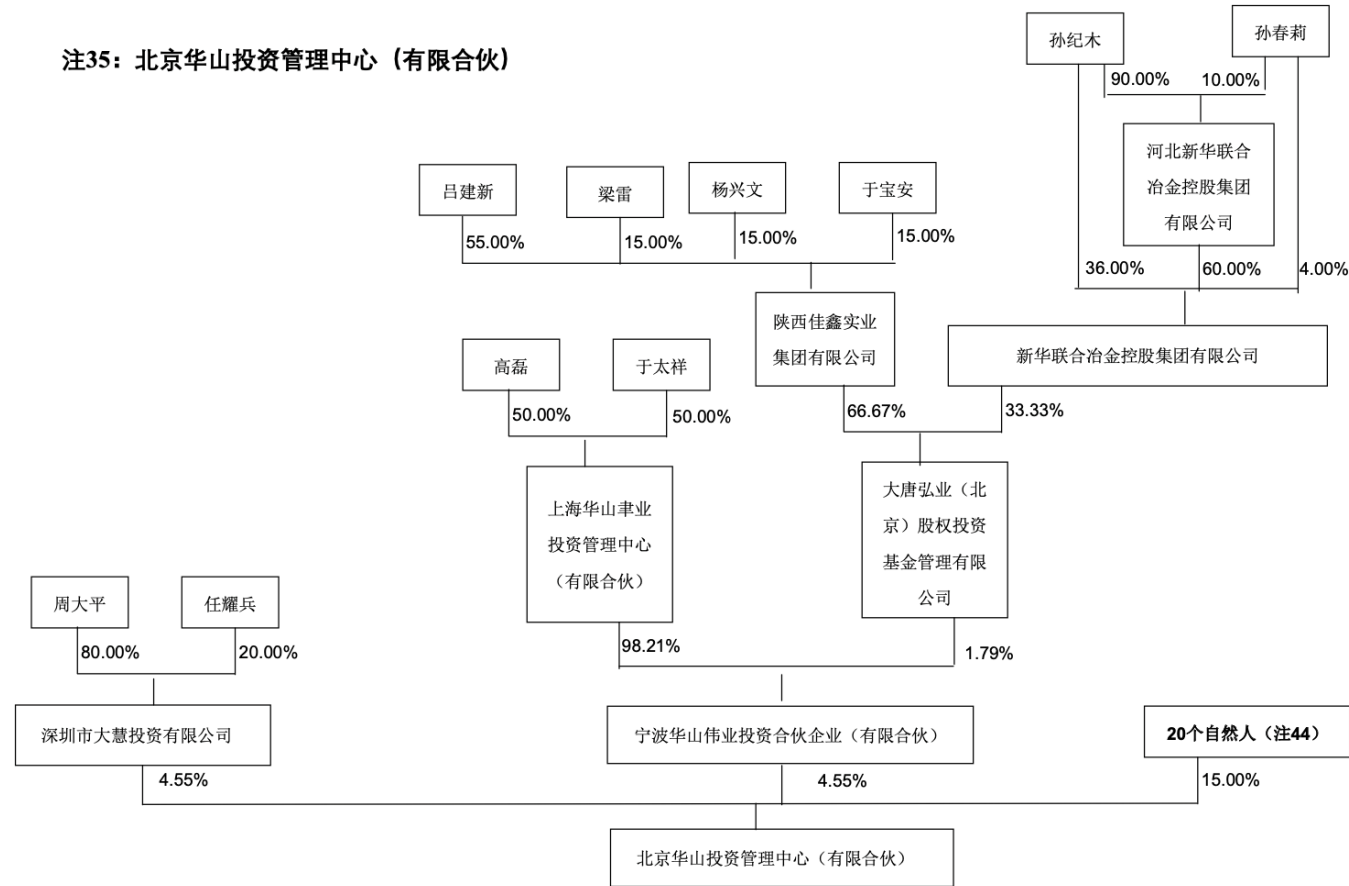 注35：北京华山投资管理中心（有限合伙）
孙纪木
孙春莉
90.00%
10.00%
河北新华联合
冶金控股集团
有限公司
吕建新
梁雷
杨兴文
于宝安
55.00%
15.00%
15.00%
15.00%
36.00%
60.00%
4.00%
陕西佳鑫实业
集团有限公司
新华联合冶金控股集团有限公司
高磊
于太祥
50.00%
50.00%
66.67%
33.33%
上海华山聿业
投资管理中心
（有限合伙）
大唐弘业（北
京）股权投资
基金管理有限
公司
周大平
任耀兵
80.00%
20.00%
98.21%
1.79%
深圳市大慧投资有限公司
宁波华山伟业投资合伙企业（有限合伙）
20个自然人（注44）
4.55%
4.55%
15.00%
北京华山投资管理中心（有限合伙）